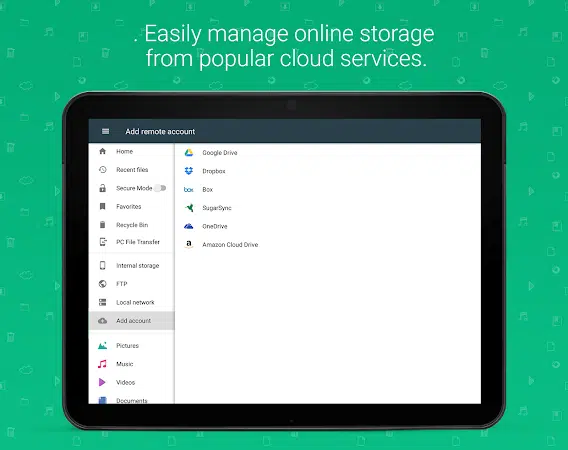 . Easily manage online storage
from popular cloud services.
Add remote account
Home
Recent files
Secure Mode
Favorites
Recycle Bin
PC File Transfer
Internal storage
FTP
Local network
Add account
Pictures
Music
Videos
Documents
Google Drive
Dropbox
box Box
SugarSync
OneDrive
a Amazon Cloud Drive